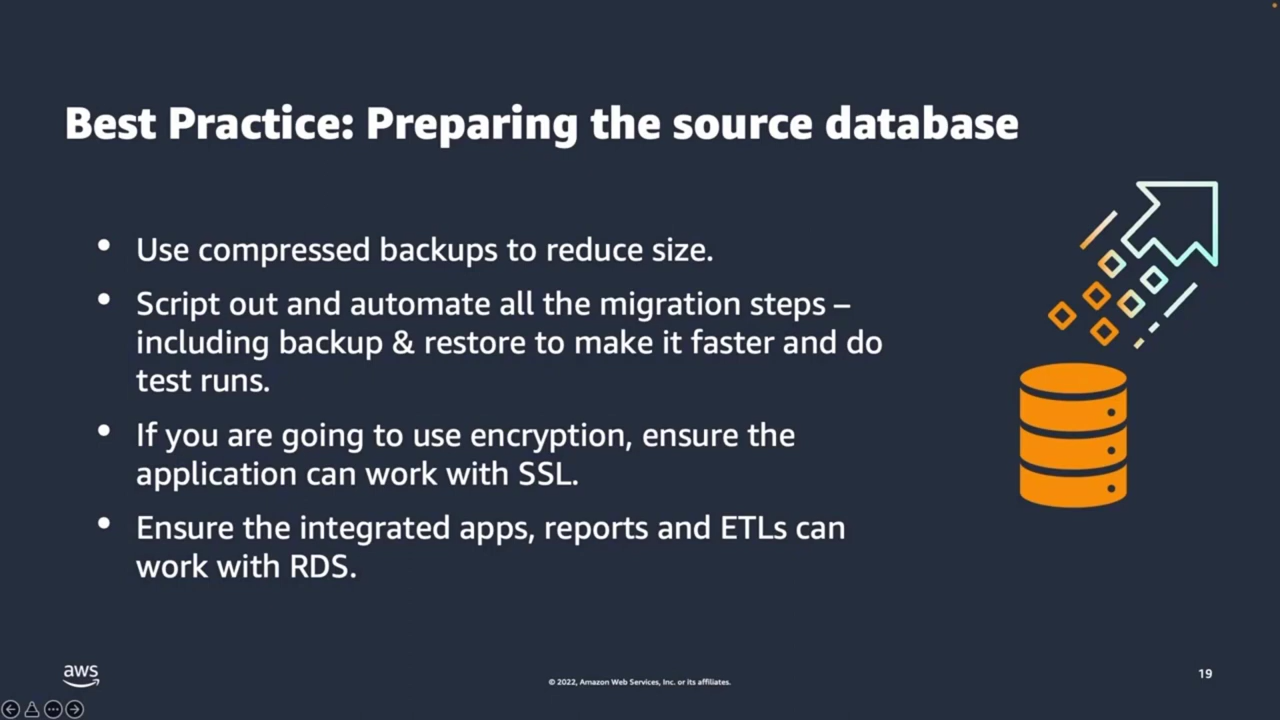 Best Practice: Preparing the source database
• Use compressed backups to reduce size.
• Script out and automate all the migration steps –
including backup & restore to make it faster and do
test runs.
• If you are going to use encryption, ensure the
application can work with SSL.
• Ensure the integrated apps, reports and ETLs can
work with RDS.
aws
© 2022, Amazon Web Services, Inc. or its affiliates.
19